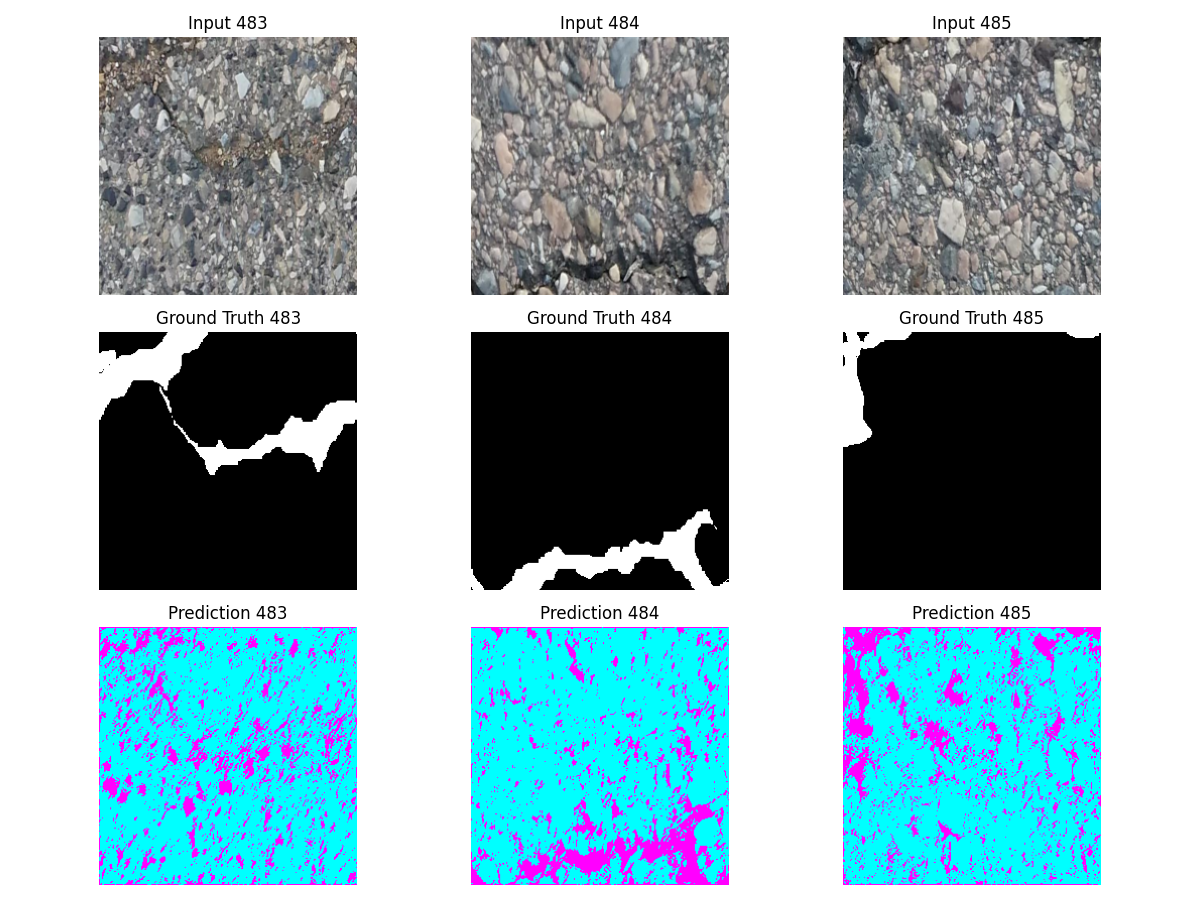 Input 483
Input 484
Input 485
Ground Truth 483
Ground Truth 484
Ground Truth 485
Prediction 483
Prediction 484
Prediction 485